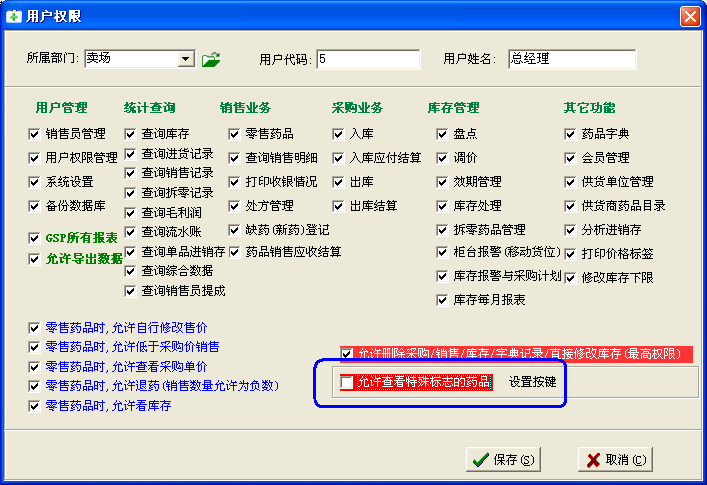 用户权限
所属部门: 卖场 用户代码: 5 用户姓名: 总经理
用户管理
销售员管理
用户权限管理
系统设置
备份数据库
GSP所有报表
允许导出数据
统计查询
查询库存
查询进货记录
查询销售记录
查询拆零记录
查询毛利润
查询流水账
查询单品进销存
查询综合数据
查询销售员提成
销售业务
零售药品
查询销售明细
打印收银情况
处方管理
缺药(新药)登记
药品销售应收结算
采购业务
入库
入库应付结算
出库
出库结算
库存管理
盘点
调价
效期管理
库存处理
拆零药品管理
柜台报警(移动货位)
库存报警与采购计划
库存每月报表
其它功能
药品字典
会员管理
供货单位管理
供货商药品目录
分析进销存
打印价格标签
修改库存下限
零售药品时,允许自行修改售价
零售药品时,允许低于采购价销售
零售药品时,允许查看采购单价
零售药品时,允许退药(销售数量允许为负数)
零售药品时,允许看库存
允许删除采购/销售/库存/字典记录/直接修改库存(最高权限)
允许查看特殊标志的药品 设置按键
保存(S) 取消(C)